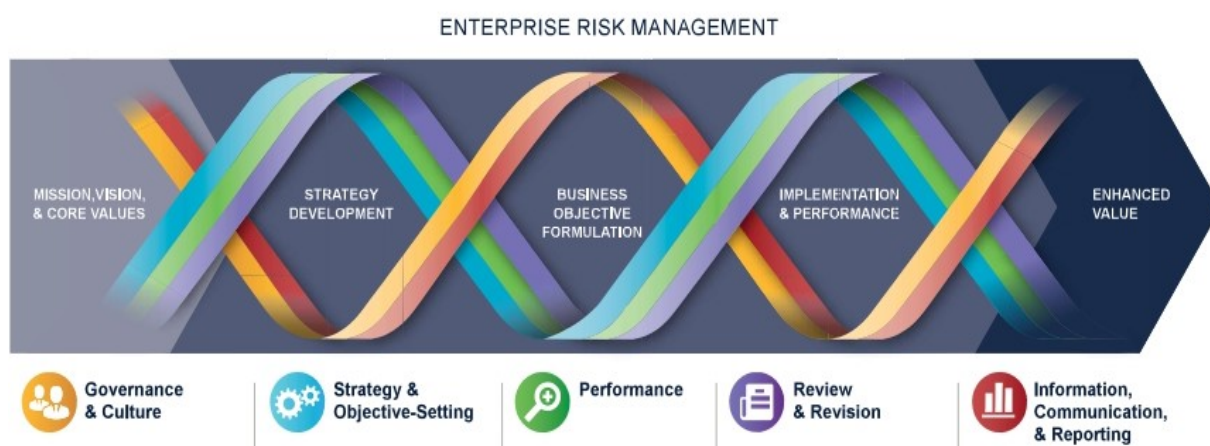 ENTERPRISE RISK MANAGEMENT
MISSION,VISION,
& CORE VALUES
STRATEGY
DEVELOPMENT
BUSINESS
OBJECTIVE
FORMULATION
IMPLEMENTATION
& PERFORMANCE
ENHANCED
VALUE
Governance
& Culture
Strategy &
Objective-Setting
Performance
Review
& Revision
Information,
Communication,
& Reporting